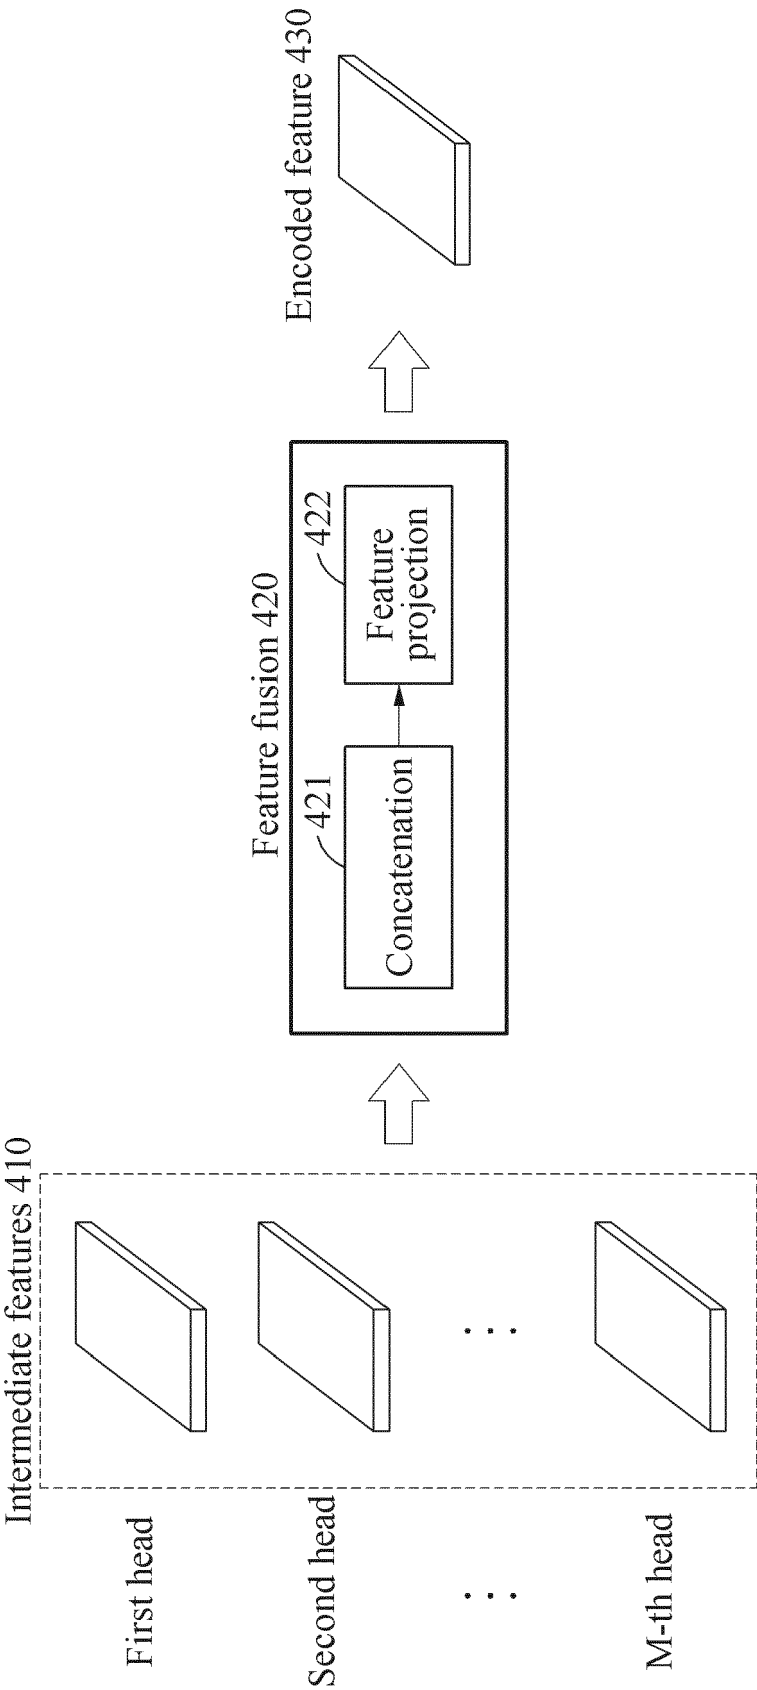 Intermediate features 410
First head
Second head
...
...
M-th head
Feature fusion 420
421
Concatenation
422
Feature
projection
Encoded feature 430